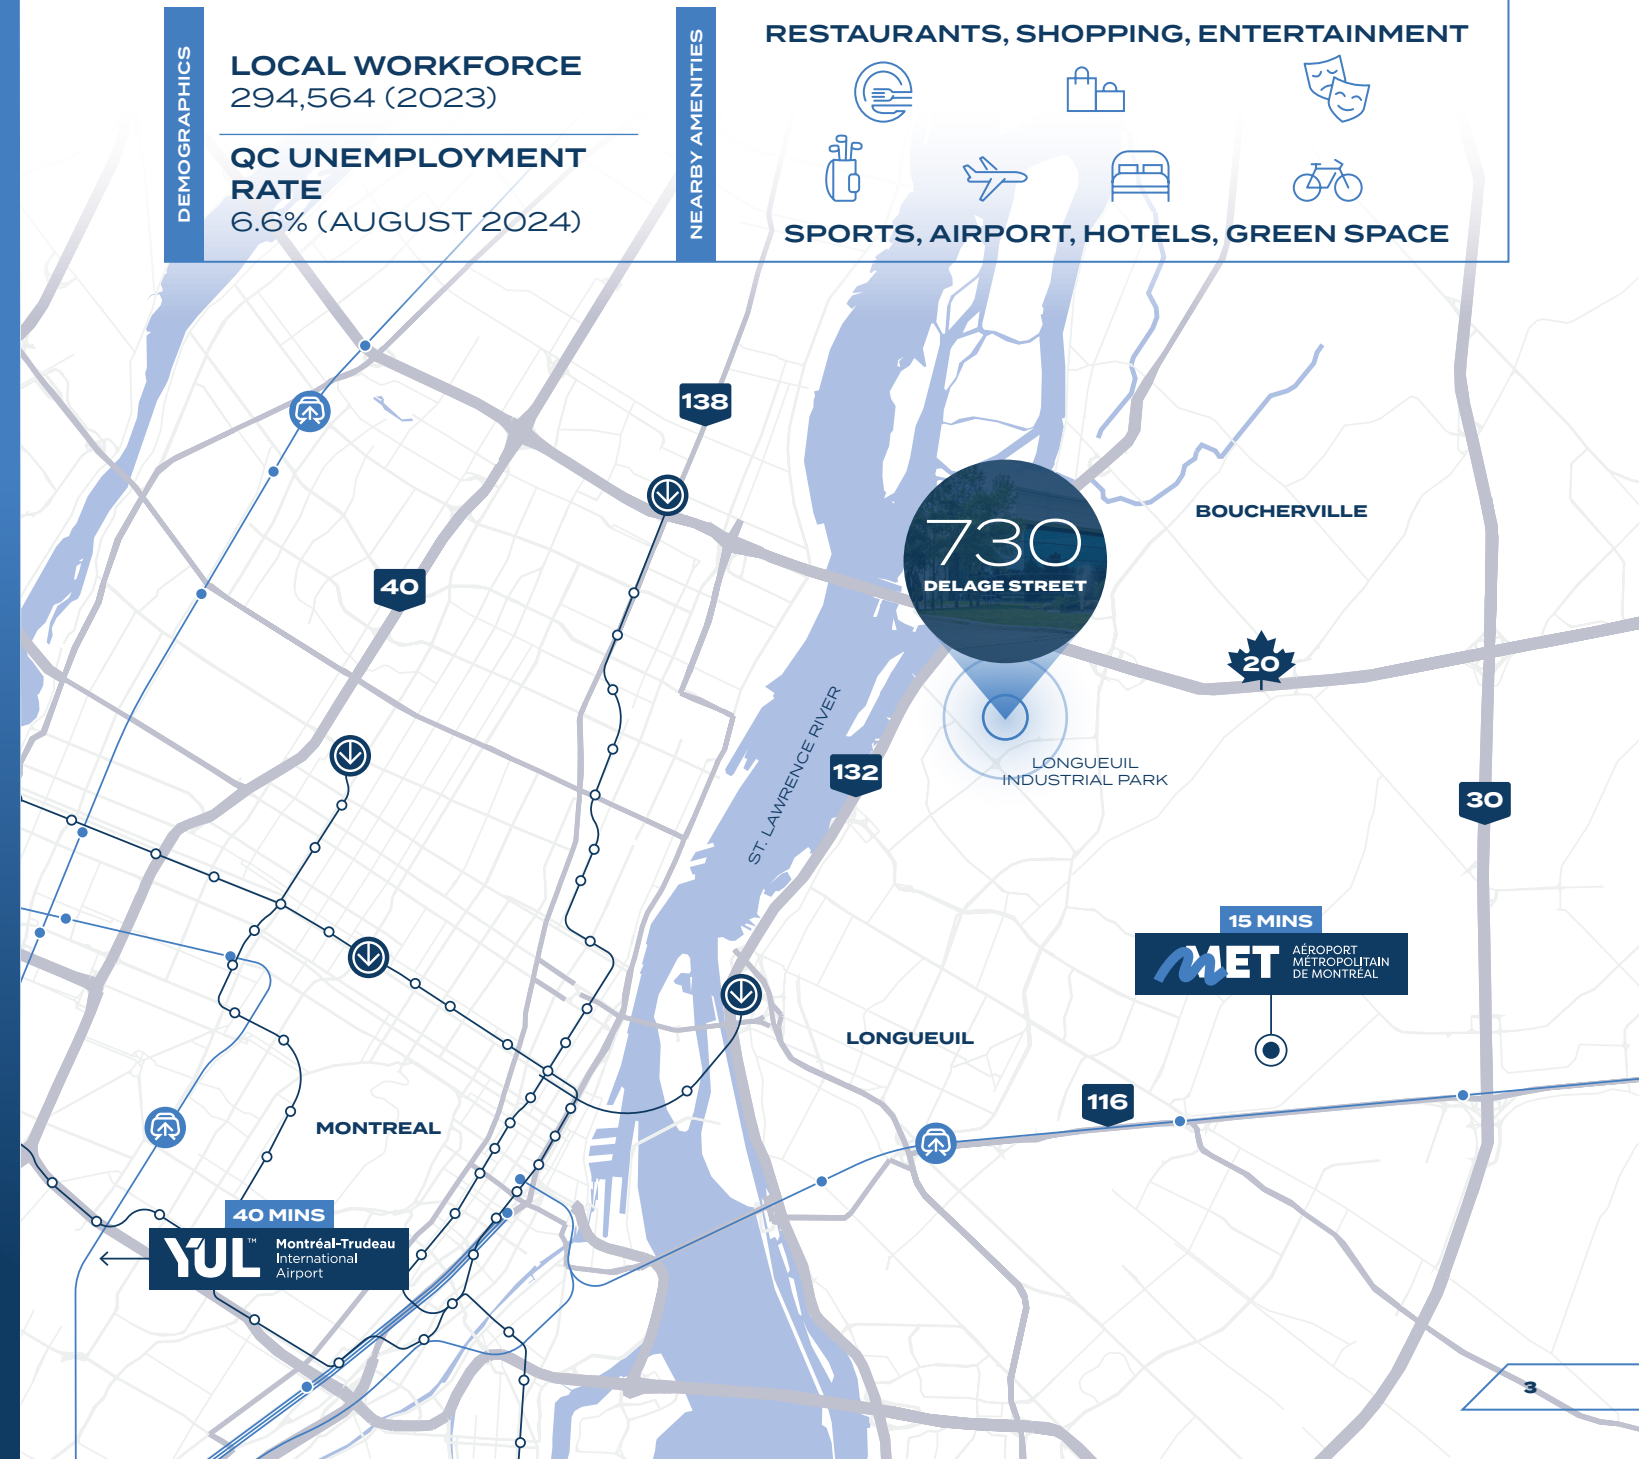 DEMOGRAPHICS
LOCAL WORKFORCE
294,564 (2023)
QC UNEMPLOYMENT
RATE
6.6% (AUGUST 2024)
NEARBY AMENITIES
RESTAURANTS, SHOPPING, ENTERTAINMENT
SPORTS, AIRPORT, HOTELS, GREEN SPACE
138
730
DELAGE STREET
BOUCHERVILLE
40
20
ST. LAWRENCE RIVER
132
LONGUEUIL
INDUSTRIAL PARK
30
15 MINS
MET
AÉROPORT
MÉTROPOLITAIN
DE MONTRÉAL
LONGUEUIL
116
MONTREAL
40 MINS
YUL™
Montréal-Trudeau
International
Airport
3